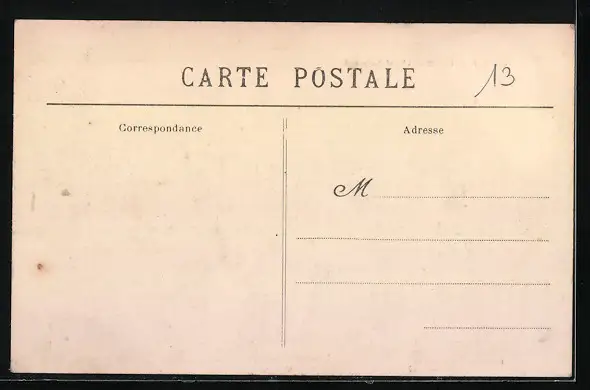 CARTE POSTALE 13
Correspondance
Adresse
M